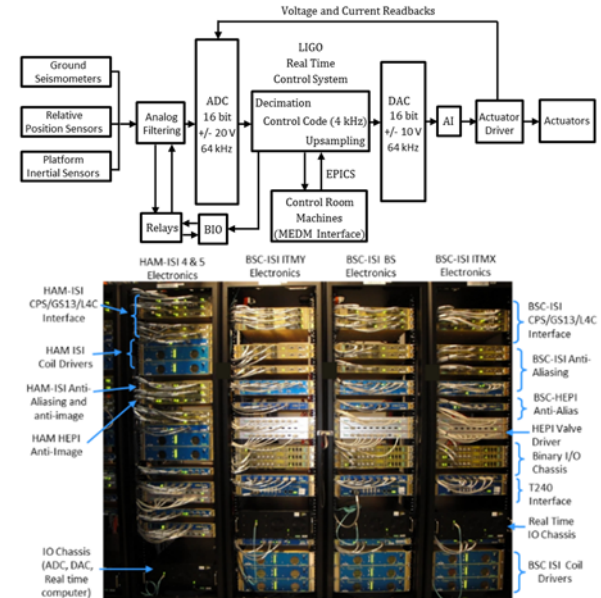 Voltage and Current Readbacks
LIGO
Real Time
Control System
Ground
Seismometers
Relative
Position Sensors
Platform
Inertial Sensors
Analog
Filtering
ADC
16 bit
+/- 20 V
64 kHz
Decimation
Control Code (4 kHz)
Upsampling
DAC
16 bit
+/- 10 V
64 kHz
AI
Actuator
Driver
Actuators
EPICS
Relays
BIO
Control Room
Machines
(MEDM Interface)
HAM-ISI 4 & 5
Electronics
BSC-ISI ITMY
Electronics
BSC-ISI BS
Electronics
BSC-ISI ITMX
Electronics
HAM-ISI
CPS/GS13/L4C
Interface
HAM ISI
Coil Drivers
HAM-ISI Anti-
Aliasing and
anti-image
HAM HEPI
Anti-Image
IO Chassis
(ADC, DAC,
Real time
computer)
BSC-ISI
CPS/GS13/L4C
Interface
BSC-ISI Anti-
Aliasing
BSC-HEPI
Anti-Alias
HEPI Valve
Driver
Binary I/O
Chassis
T240
Interface
Real Time
IO Chassis
BSC ISI Coil
Drivers